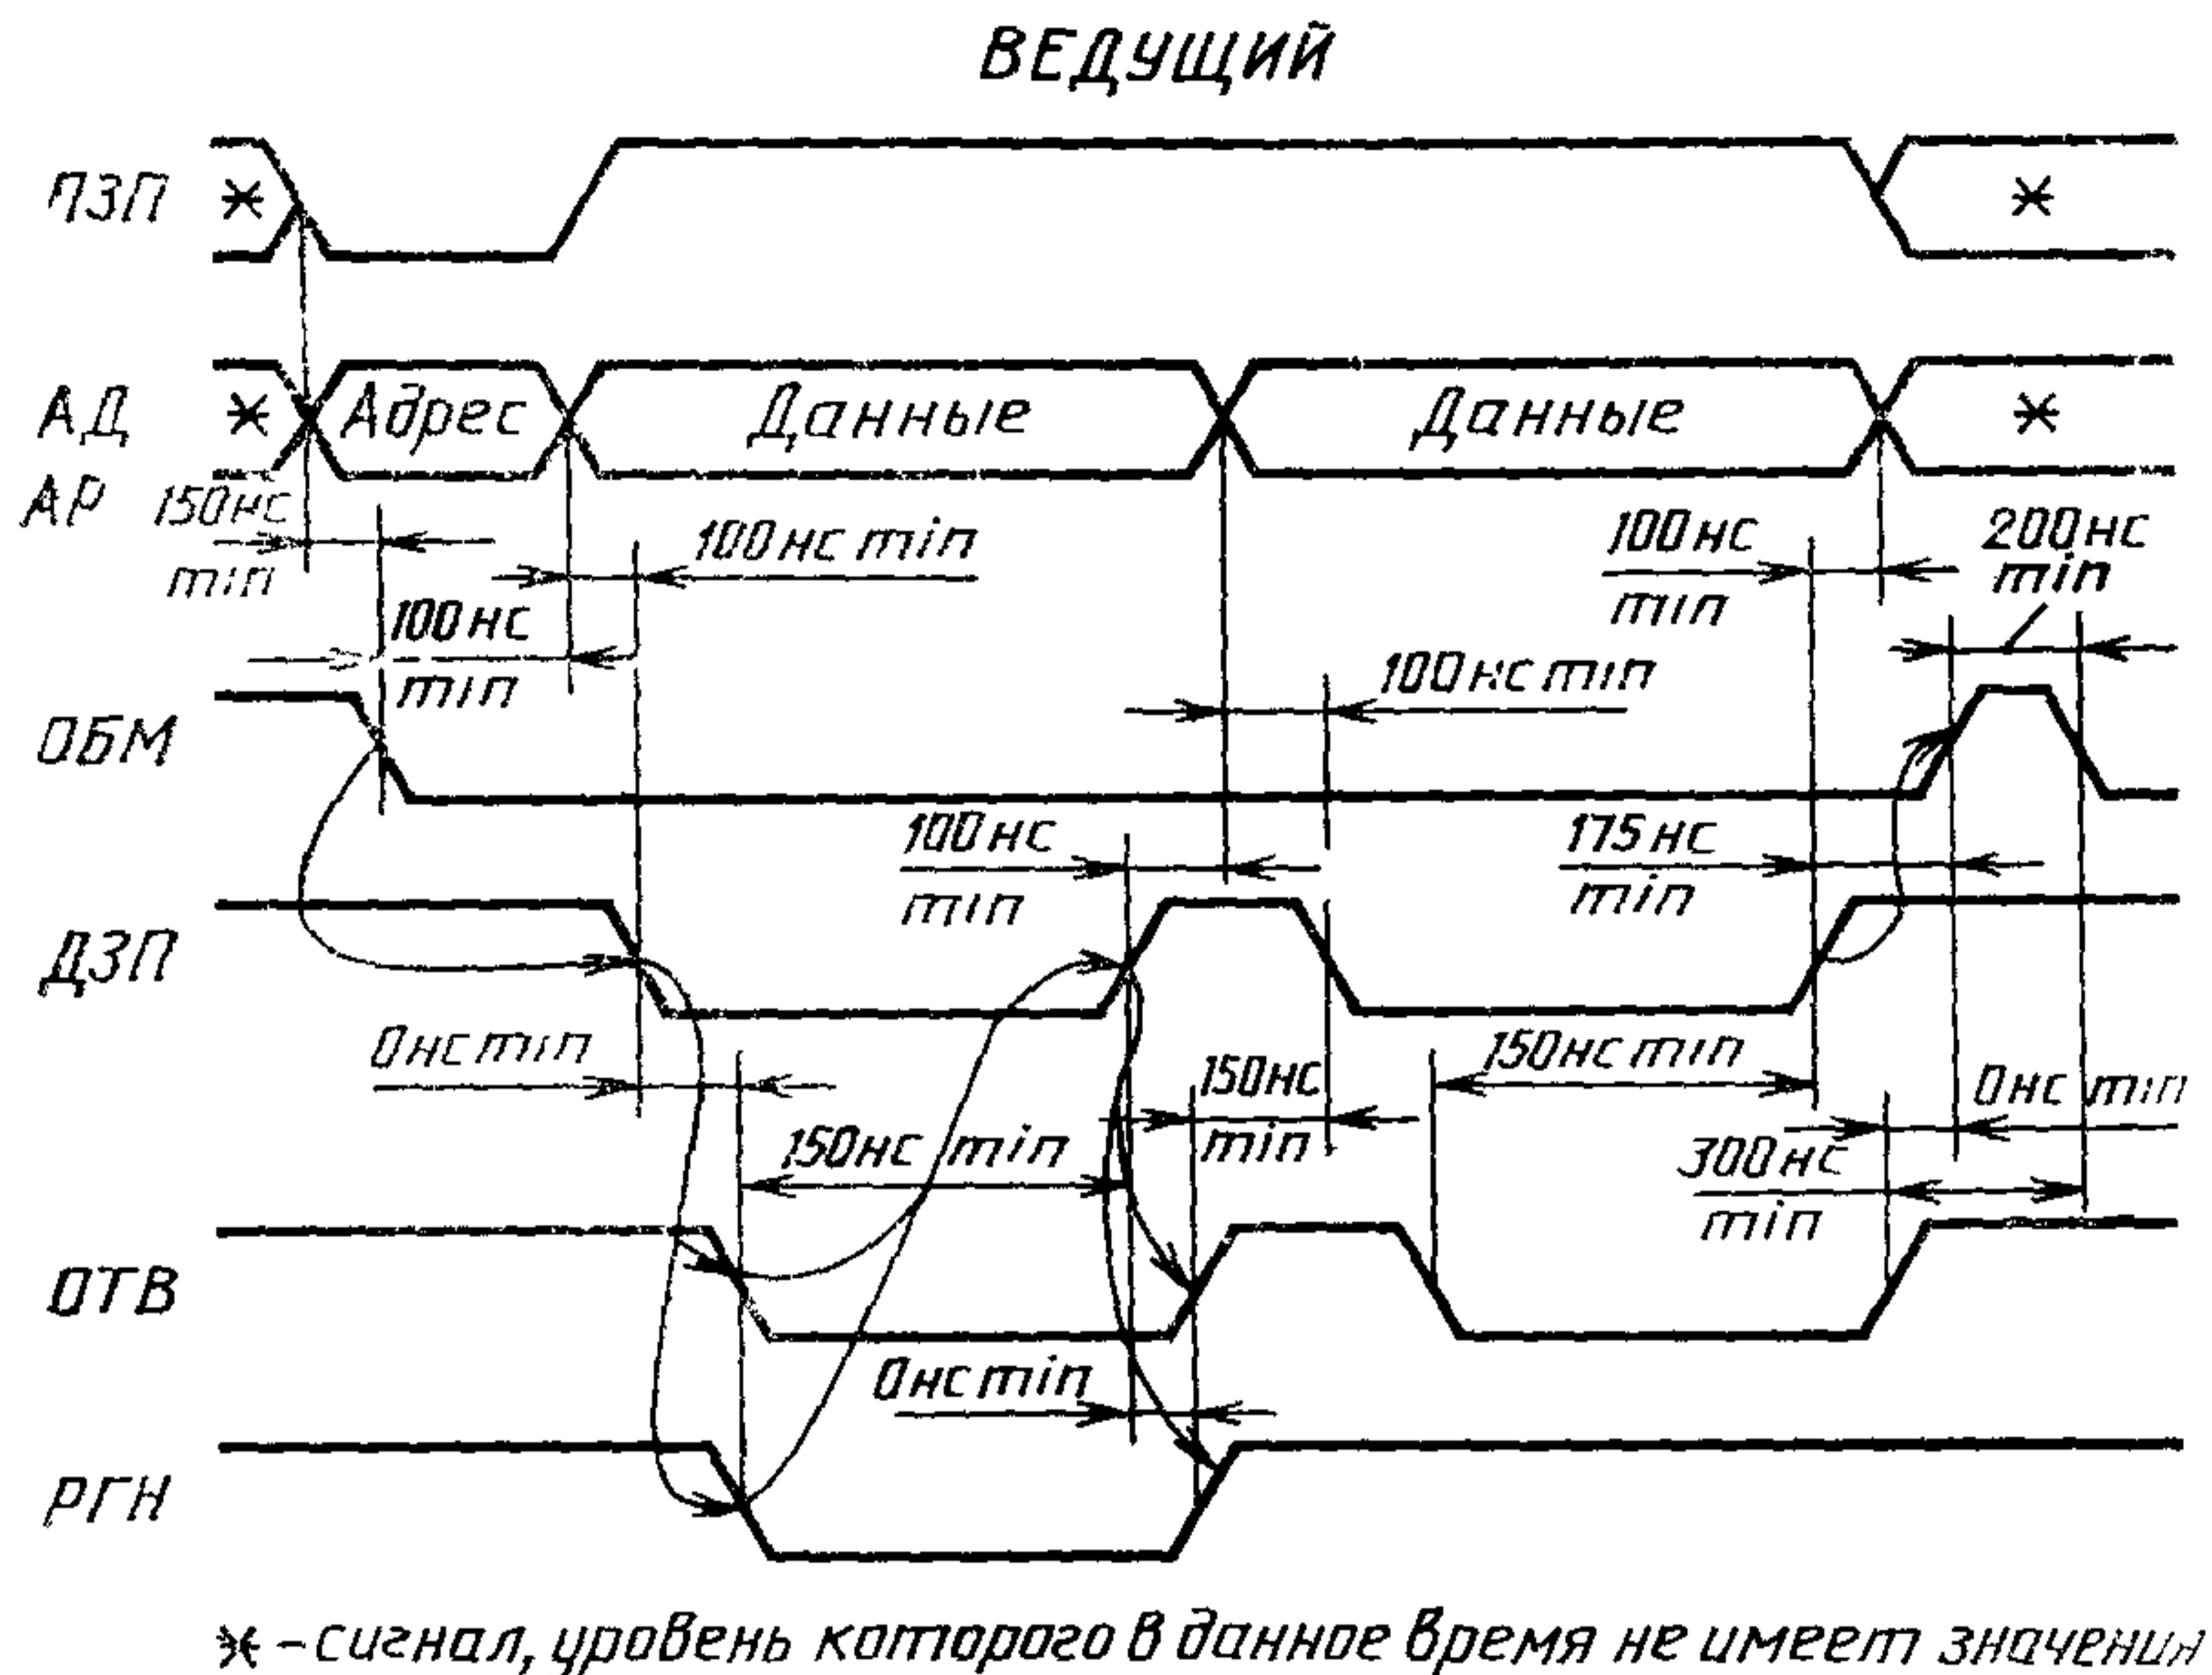 ВЕДУЩИЙ
ПЗП
*
*
АД
*
Адрес
Данные
Данные
*
АР
150нс
min
100нс min
100нс
min
200нс
min
100нс
min
100нс min
ОБМ
100нс
min
175нс
min
ДЗП
0нс min
150нс
min
150нс min
0нс min
150нс min
300нс
min
ОТВ
0нс min
РГН
* – сигнал, уровень которого в данное время не имеет значения